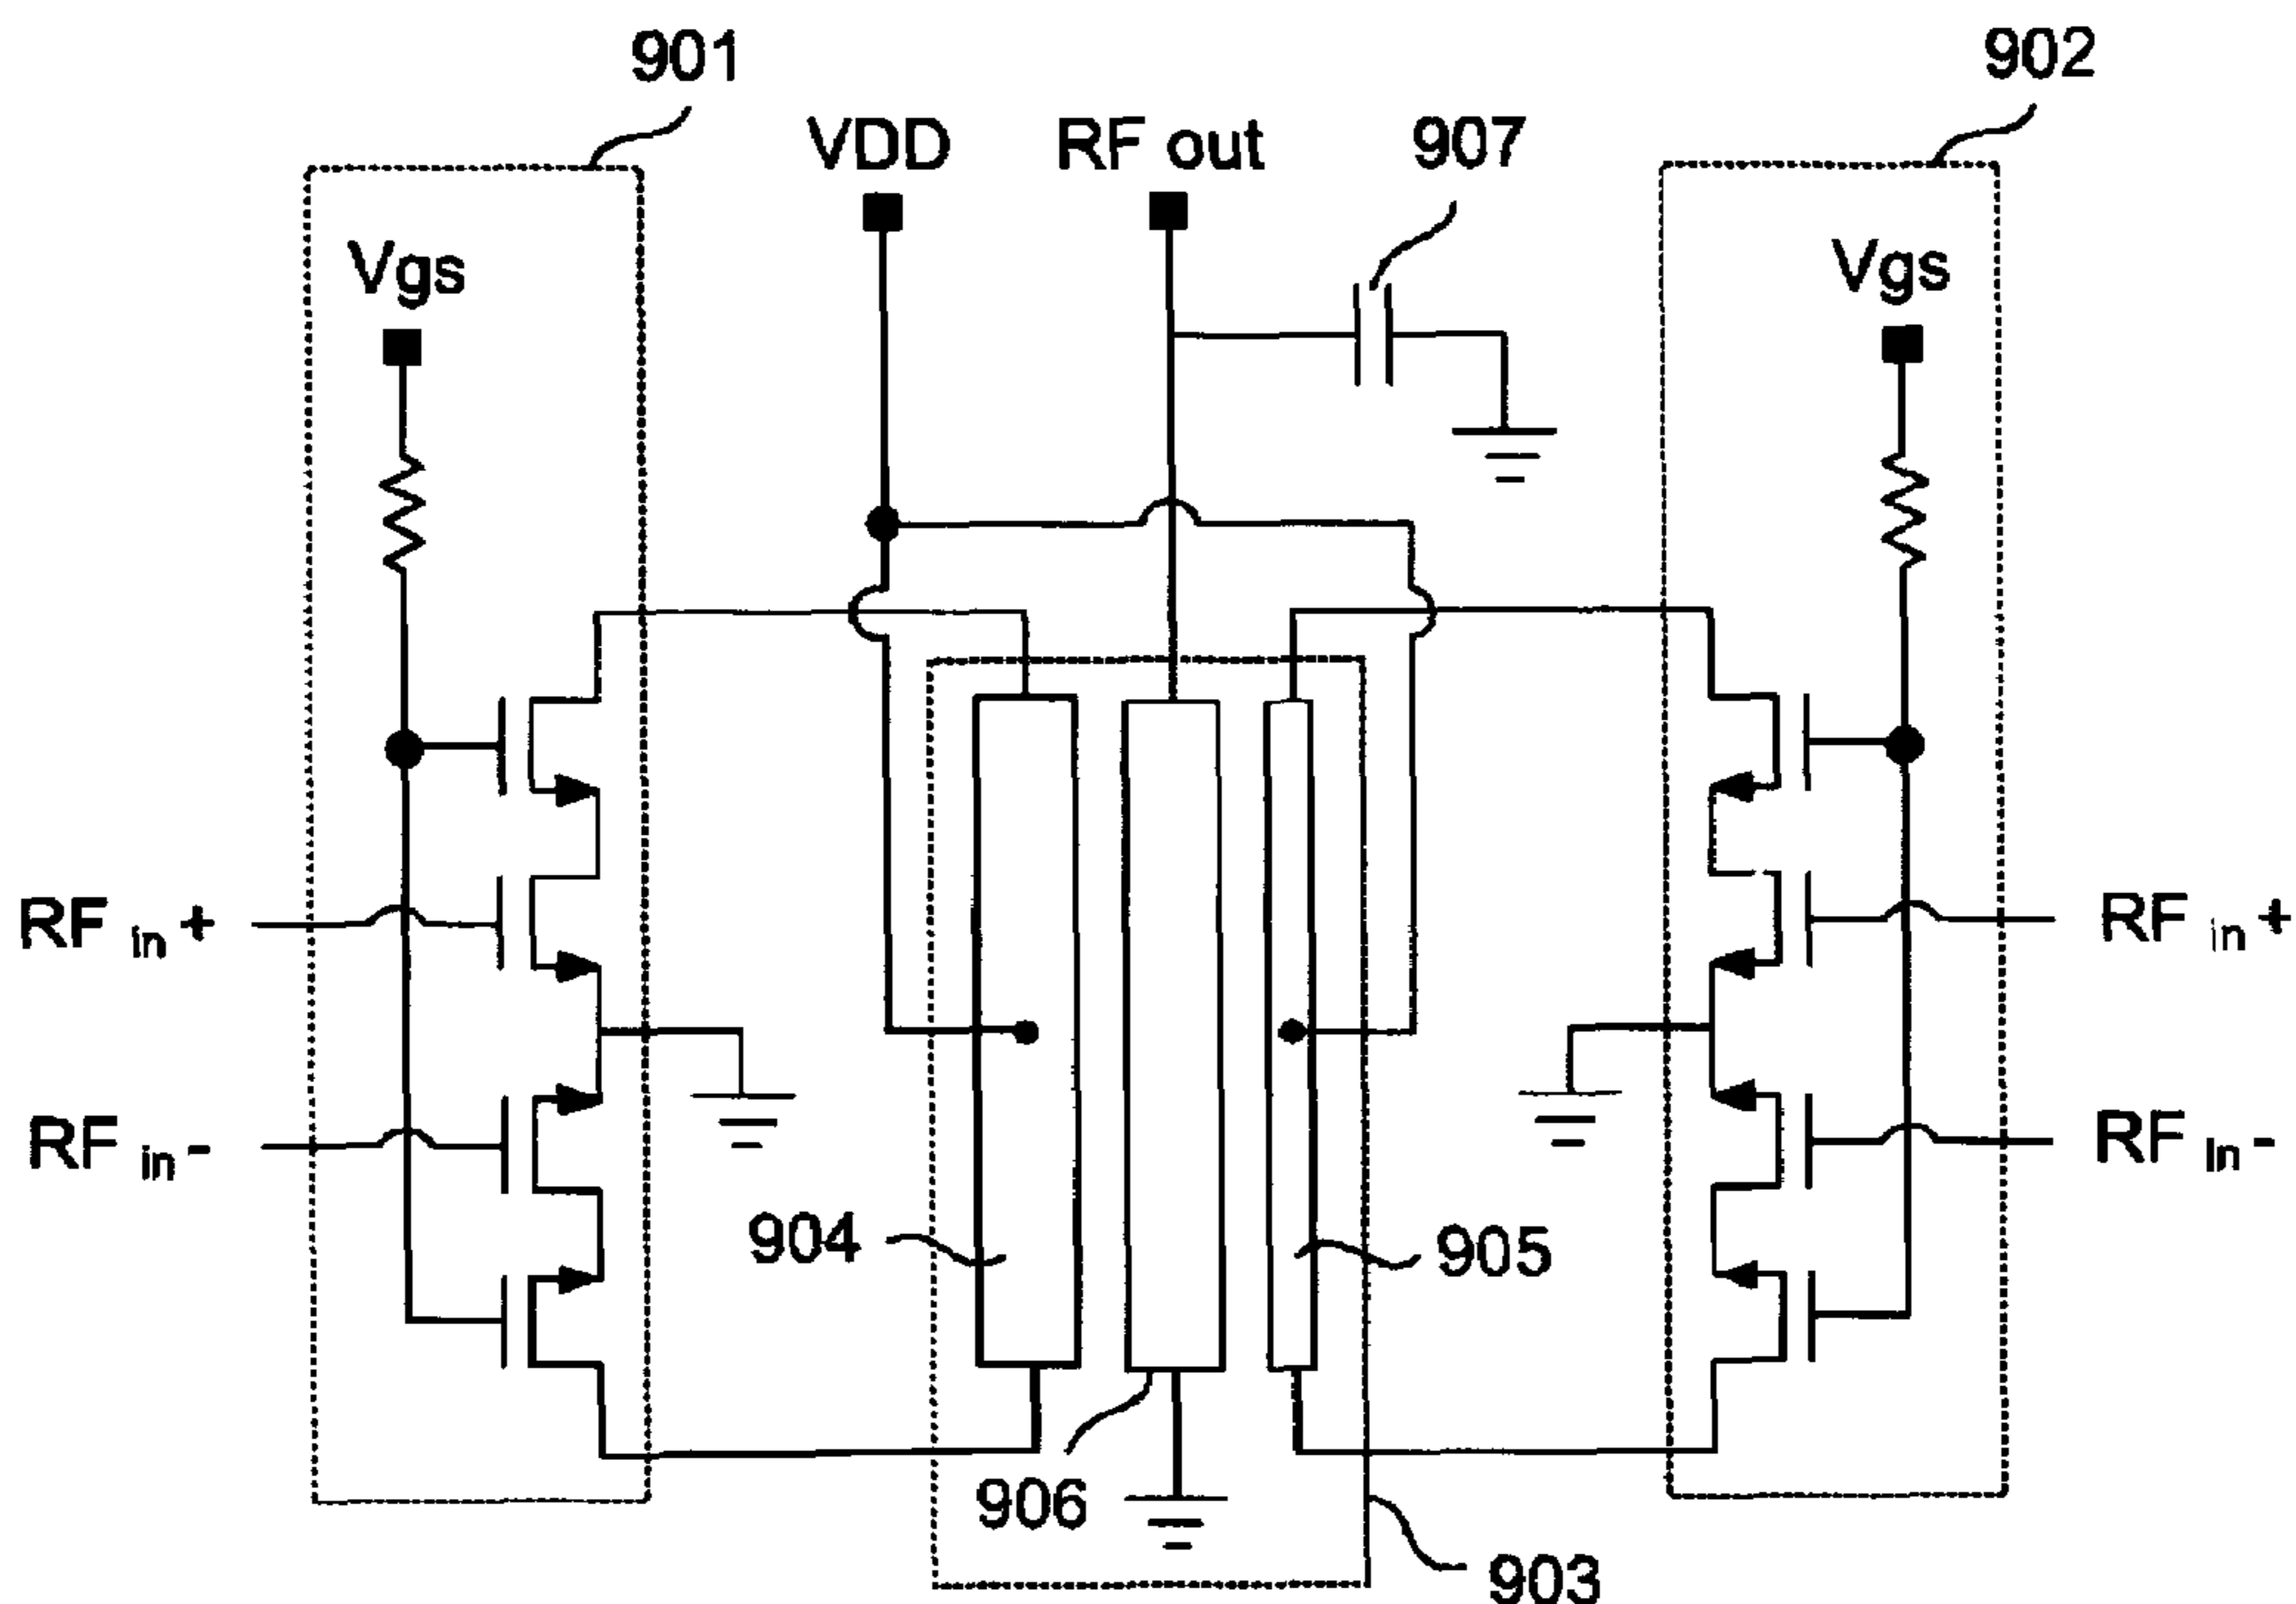 901
902
VDD
RF out
907
Vgs
Vgs
RF in +
RF in +
RF in -
RF In -
904
905
906
903